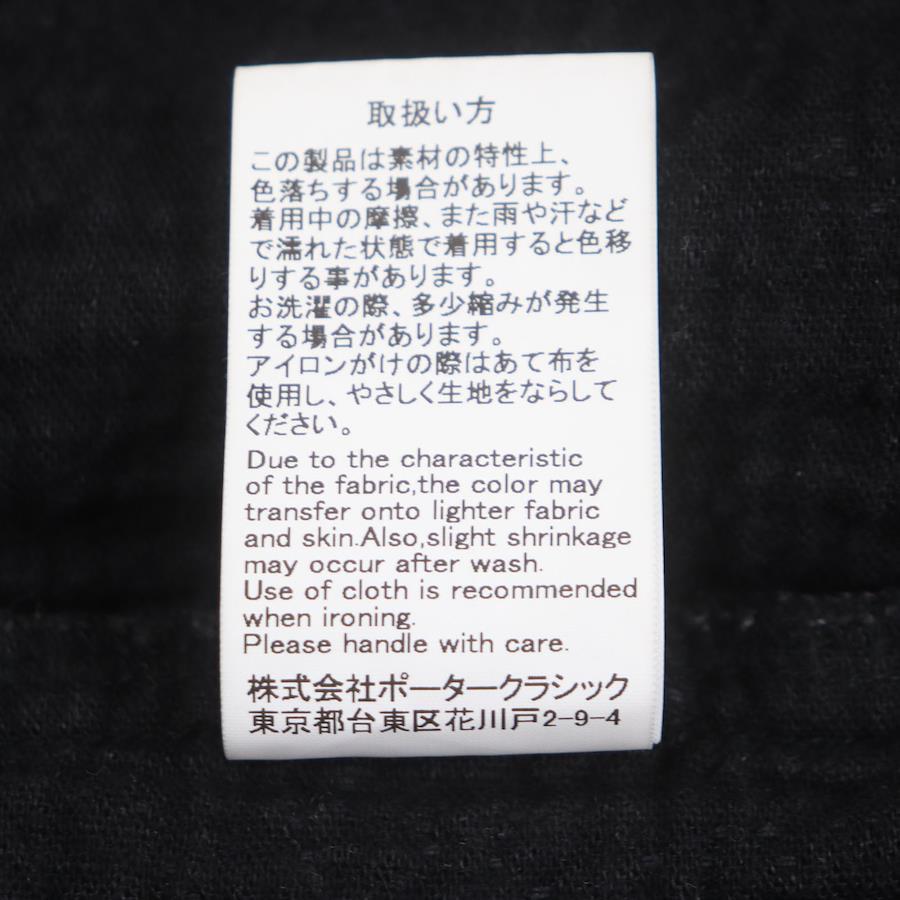 取扱い方
この製品は素材の特性上、
色落ちする場合があります。
着用中の摩擦、また雨や汗など
で濡れた状態で着用すると色移
りする事があります。
お洗濯の際、多少縮みが発生
する場合があります。
アイロンがけの際はあて布を
使用し、やさしく生地をならして
ください。
Due to the characteristic
of the fabric,the color may
transfer onto lighter fabric
and skin.Also,slight shrinkage
may occur after wash.
Use of cloth is recommended
when ironing.
Please handle with care.
株式会社ポータークラシック
東京都台東区花川戸2-9-4